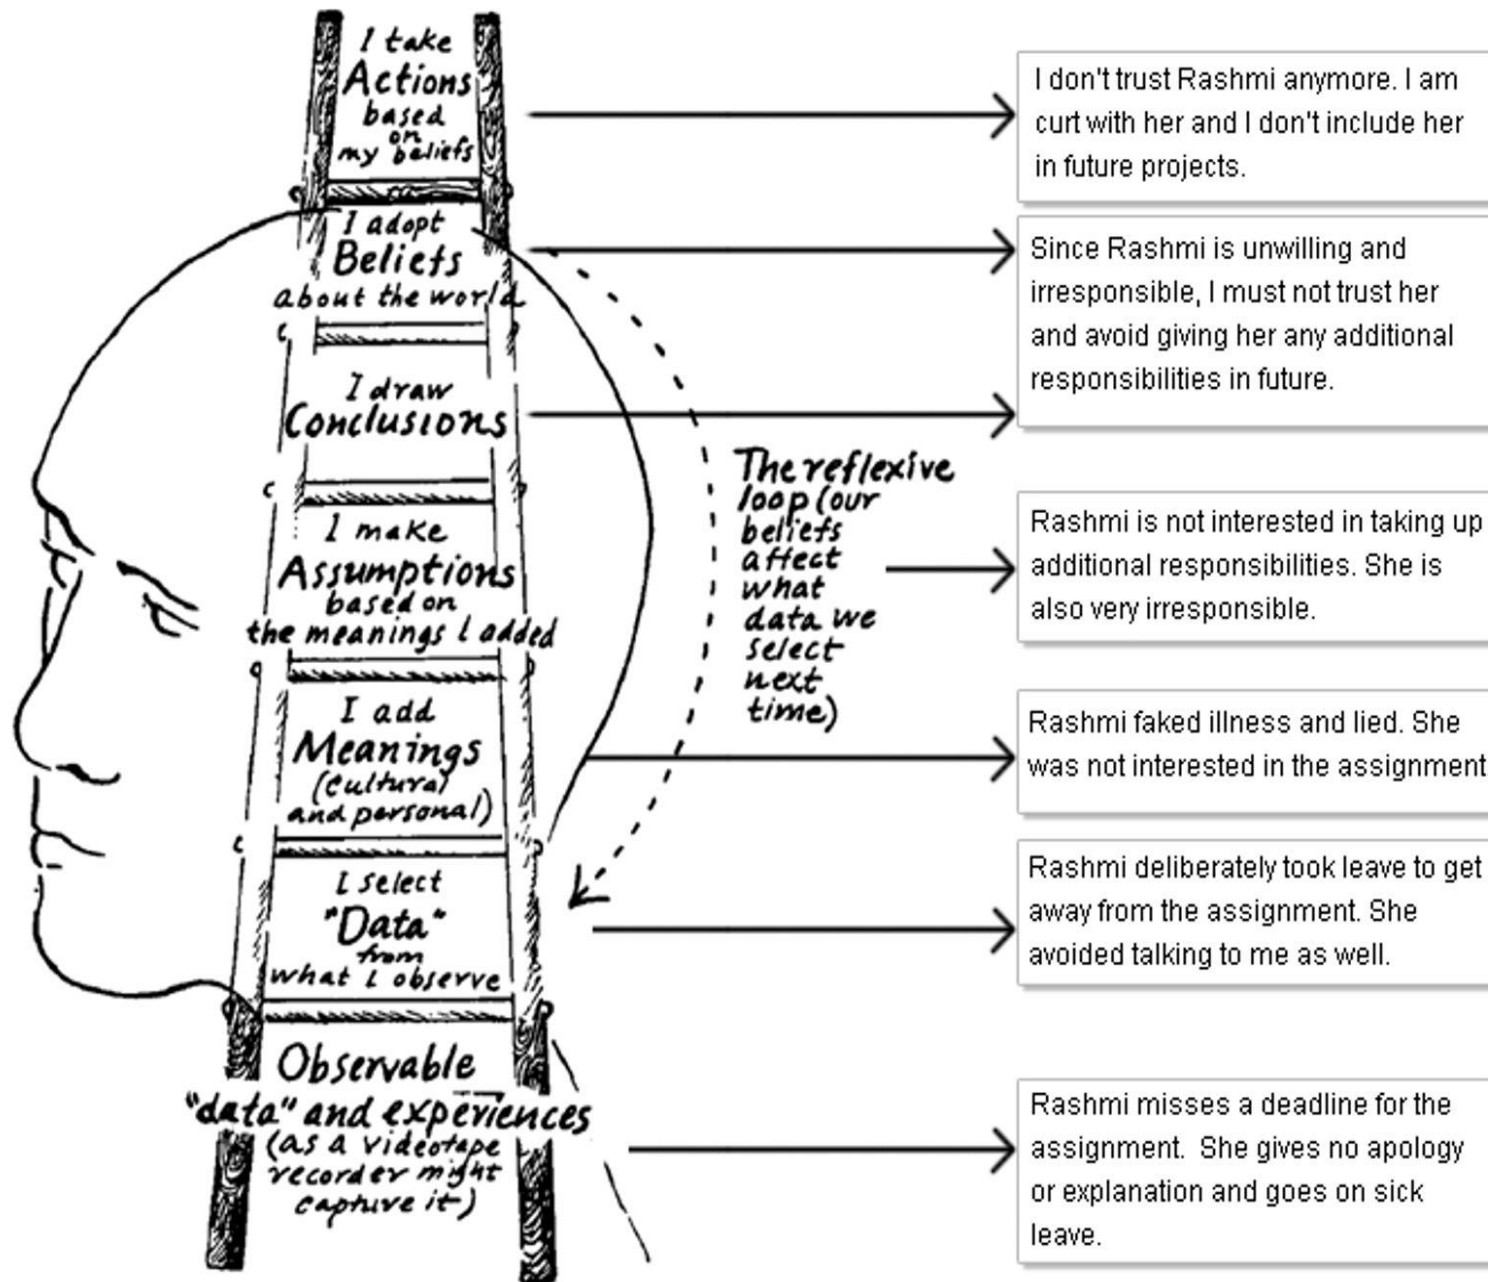 I take
Actions
based
on
my beliefs
I adopt
Beliefs
about the world
I draw
Conclusions
I make
Assumptions
based on
the meanings I added
I add
Meanings
(cultural
and personal)
I select
"Data"
from
what I observe
Observable
"data" and experiences
(as a videotape
recorder might
capture it)
The reflexive
loop (our
beliefs
affect
what
data we
select
next
time)
I don't trust Rashmi anymore. I am
curt with her and I don't include her
in future projects.
Since Rashmi is unwilling and
irresponsible, I must not trust her
and avoid giving her any additional
responsibilities in future.
Rashmi is not interested in taking up
additional responsibilities. She is
also very irresponsible.
Rashmi faked illness and lied. She
was not interested in the assignment.
Rashmi deliberately took leave to get
away from the assignment. She
avoided talking to me as well.
Rashmi misses a deadline for the
assignment. She gives no apology
or explanation and goes on sick
leave.